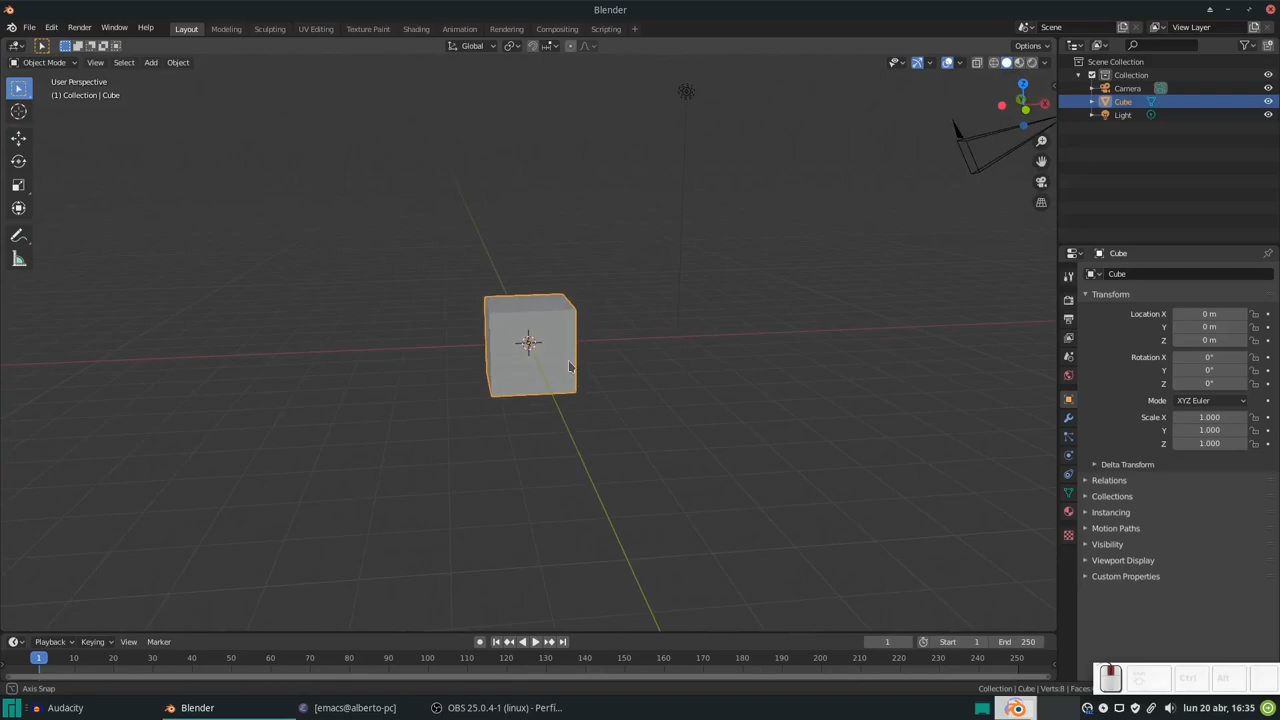 Blender
File Edit Render Window Help Layout Modeling Sculpting UV Editing Texture Paint Shading Animation Rendering Compositing Scripting + Scene View Layer
Global Options
Object Mode View Select Add Object
User Perspective
(1) Collection | Cube
Scene Collection
Collection
Camera
Cube
Light
Cube
Cube
Transform
Location X 0 m
Y 0 m
Z 0 m
Rotation X 0°
Y 0°
Z 0°
Mode XYZ Euler
Scale X 1.000
Y 1.000
Z 1.000
Delta Transform
Relations
Collections
Instancing
Motion Paths
Visibility
Viewport Display
Custom Properties
Playback Keying View Marker 1 Start 1 End 250
1 10 20 30 40 50 60 70 80 90 100 110 120 130 140 150 160 170 180 190 200 210 220 230 240 250
Axis Snap Collection | Cube | Verts:8 | Faces: Ctrl Alt
Audacity Blender [emacs@alberto-pc] OBS 25.0.4-1 (linux) - Perfi... lun 20 abr, 16:35